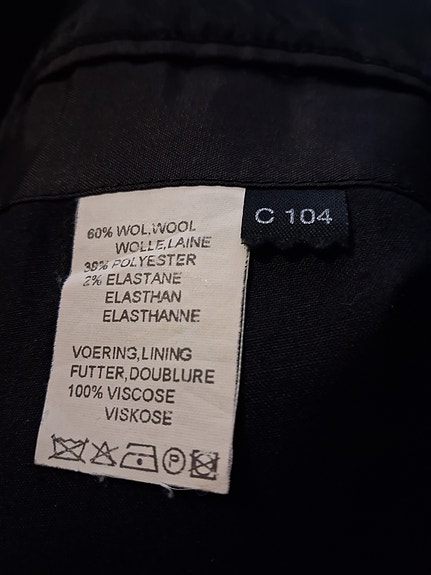 C 104
60% WOL.WOOL
WOLLE.LAINE
38% POLYESTER
2% ELASTANE
ELASTHAN
ELASTHANNE
VOERING,LINING
FUTTER,DOUBLURE
100% VISCOSE
VISKOSE
P